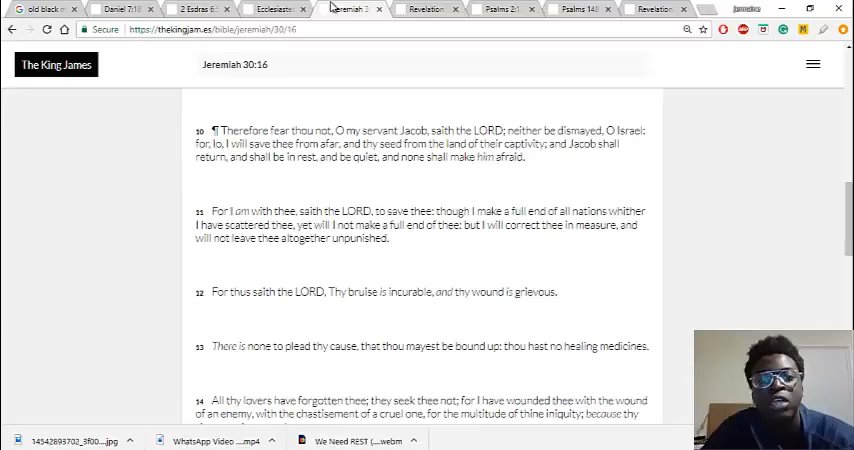 old black m
Daniel 7:18
2 Esdras 6:5
Ecclesiaste
Jeremiah 3
Revelation
Psalms 2:1
Psalms 148
Revelation
jermaine
Secure
https://thekingjam.es/bible/jeremiah/30/16
The King James
Jeremiah 30:16
10 ¶ Therefore fear thou not, O my servant Jacob, saith the LORD; neither be dismayed, O Israel:
for, lo, I will save thee from afar, and thy seed from the land of their captivity; and Jacob shall
return, and shall be in rest, and be quiet, and none shall make him afraid.
11 For I am with thee, saith the LORD, to save thee: though I make a full end of all nations whither
I have scattered thee, yet will I not make a full end of thee: but I will correct thee in measure, and
will not leave thee altogether unpunished.
12 For thus saith the LORD, Thy bruise is incurable, and thy wound is grievous.
13 There is none to plead thy cause, that thou mayest be bound up: thou hast no healing medicines.
14 All thy lovers have forgotten thee; they seek thee not; for I have wounded thee with the wound
of an enemy, with the chastisement of a cruel one, for the multitude of thine iniquity; because thy
14542893702_3f00....jpg
WhatsApp Video ....mp4
We Need REST (....webm